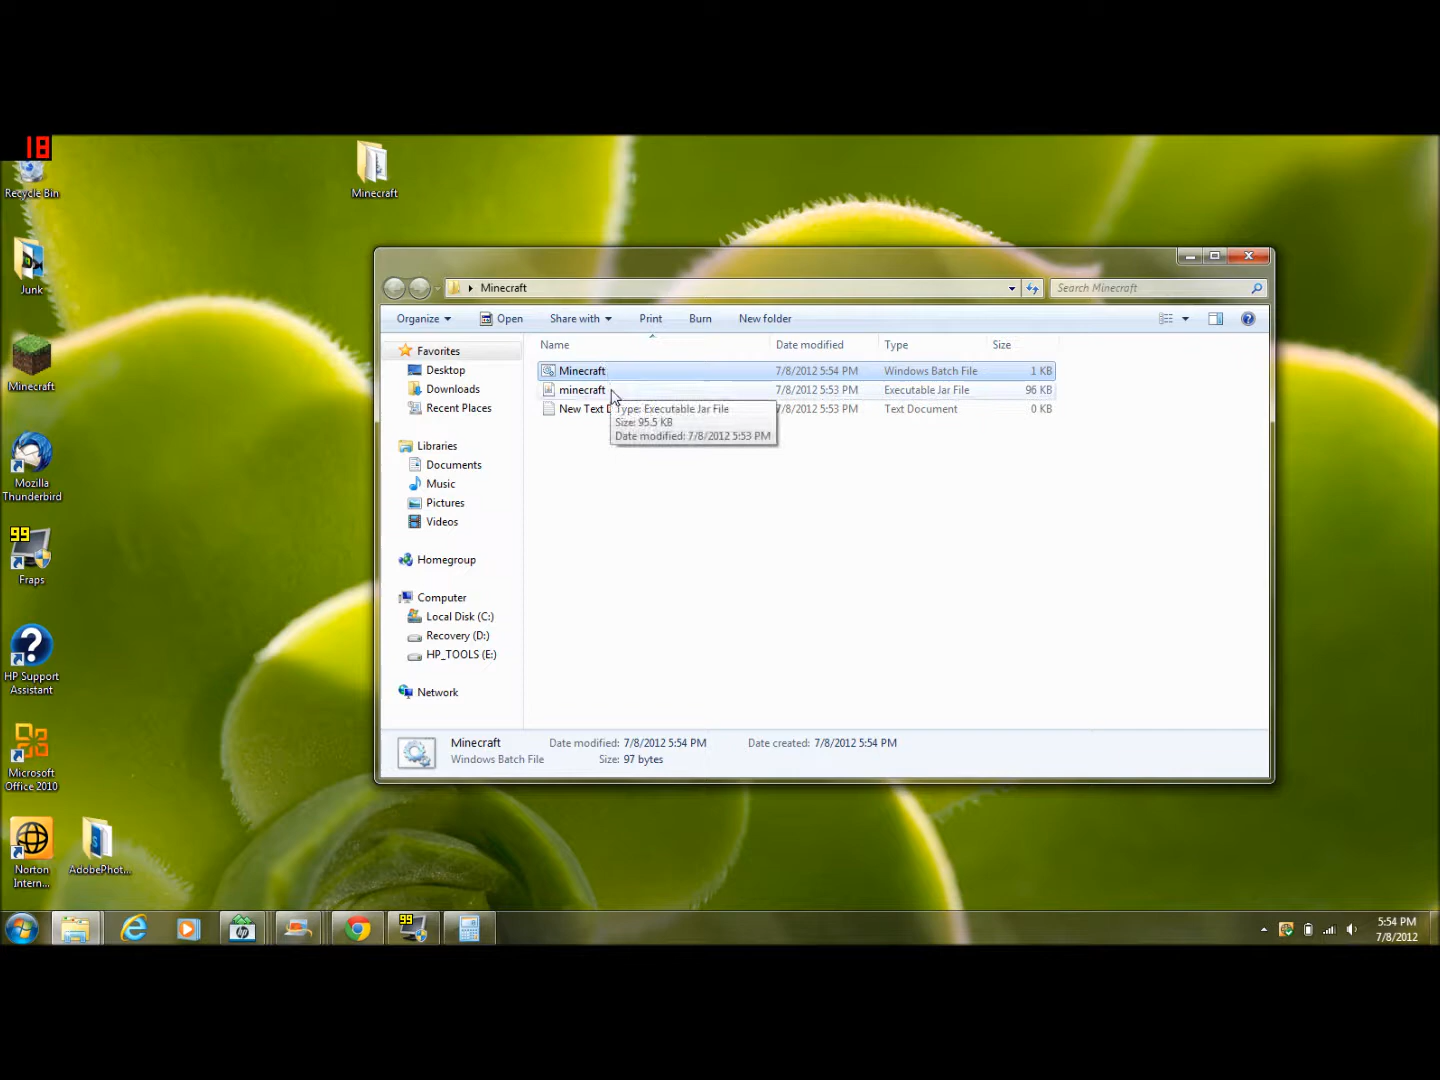 18
Recycle Bin
Minecraft
Junk
Minecraft
Mozilla
Thunderbird
99
Fraps
HP Support
Assistant
Microsoft
Office 2010
Norton
Intern...
AdobePhot...
Minecraft
Search Minecraft
Organize Open Share with Print Burn New folder
Favorites
Desktop
Downloads
Recent Places
Libraries
Documents
Music
Pictures
Videos
Homegroup
Computer
Local Disk (C:)
Recovery (D:)
HP_TOOLS (E:)
Network
Name Date modified Type Size
Minecraft 7/8/2012 5:54 PM Windows Batch File 1 KB
minecraft 7/8/2012 5:53 PM Executable Jar File 96 KB
New Text 7/8/2012 5:53 PM Text Document 0 KB
Type: Executable Jar File
Size: 95.5 KB
Date modified: 7/8/2012 5:53 PM
Minecraft Date modified: 7/8/2012 5:54 PM Date created: 7/8/2012 5:54 PM
Windows Batch File Size: 97 bytes
hp
99
5:54 PM
7/8/2012